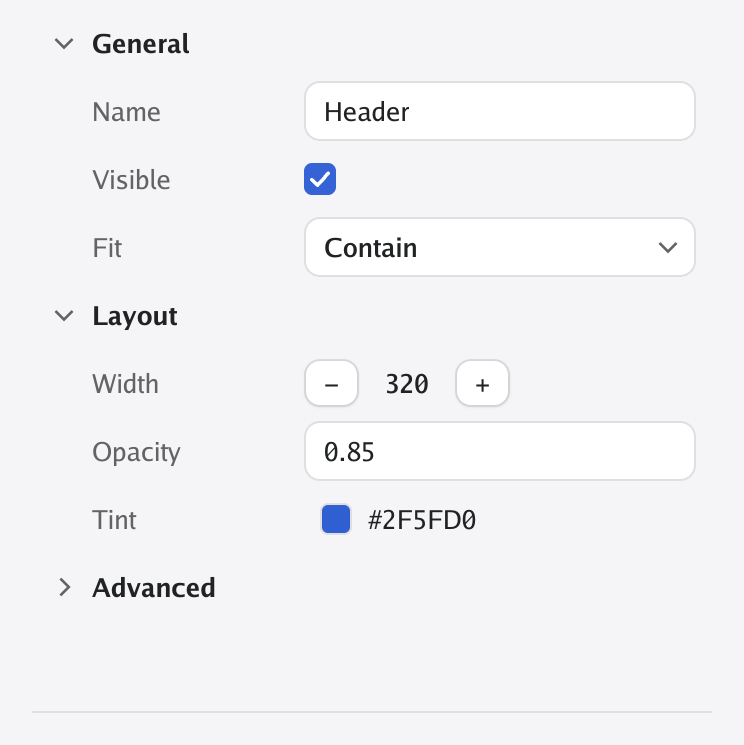 General
Name Header
Visible
Fit Contain
Layout
Width – 320 +
Opacity 0.85
Tint #2F5FD0
Advanced